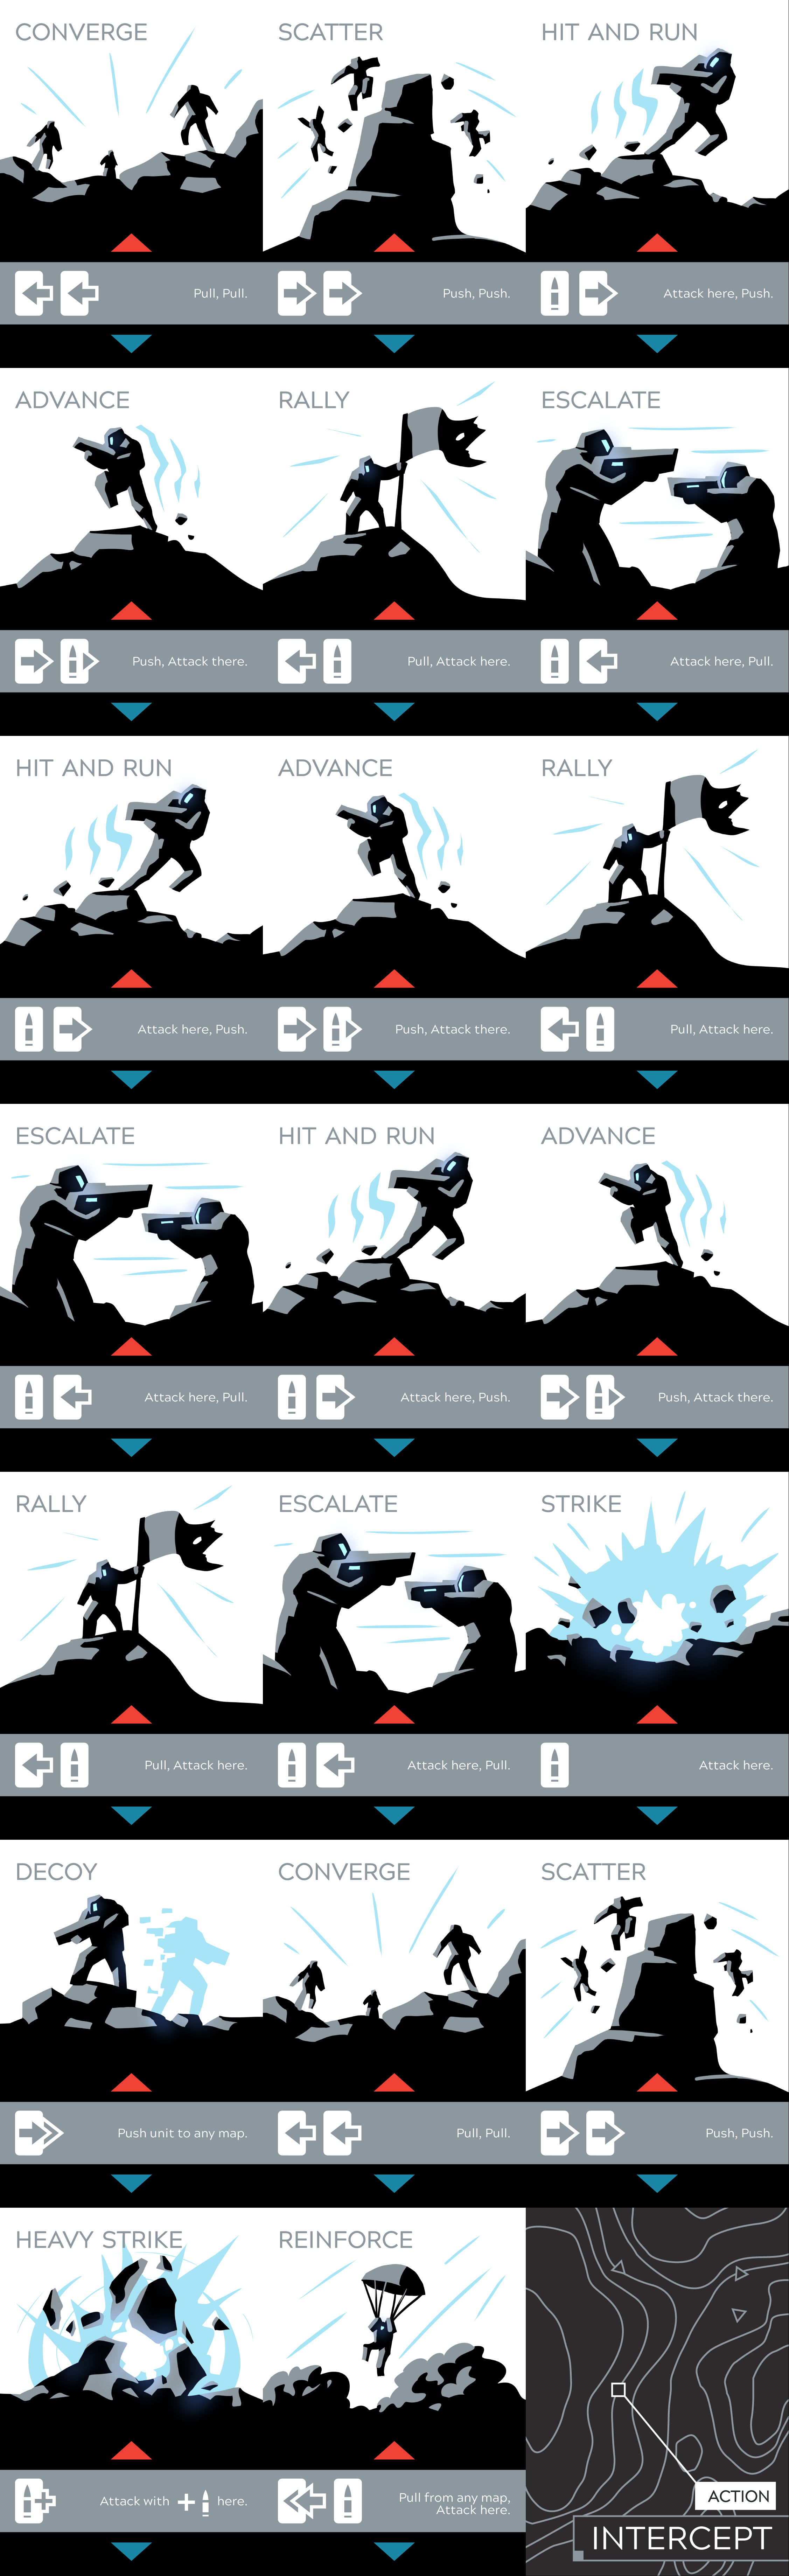 CONVERGE
SCATTER
HIT AND RUN
Pull, Pull.
Push, Push.
Attack here, Push.
ADVANCE
RALLY
ESCALATE
Push, Attack there.
Pull, Attack here.
Attack here, Pull.
HIT AND RUN
ADVANCE
RALLY
Attack here, Push.
Push, Attack there.
Pull, Attack here.
ESCALATE
HIT AND RUN
ADVANCE
Attack here, Pull.
Attack here, Push.
Push, Attack there.
RALLY
ESCALATE
STRIKE
Pull, Attack here.
Attack here, Pull.
Attack here.
DECOY
CONVERGE
SCATTER
Push unit to any map.
Pull, Pull.
Push, Push.
HEAVY STRIKE
REINFORCE
Attack with + here.
Pull from any map,
Attack here.
ACTION
INTERCEPT